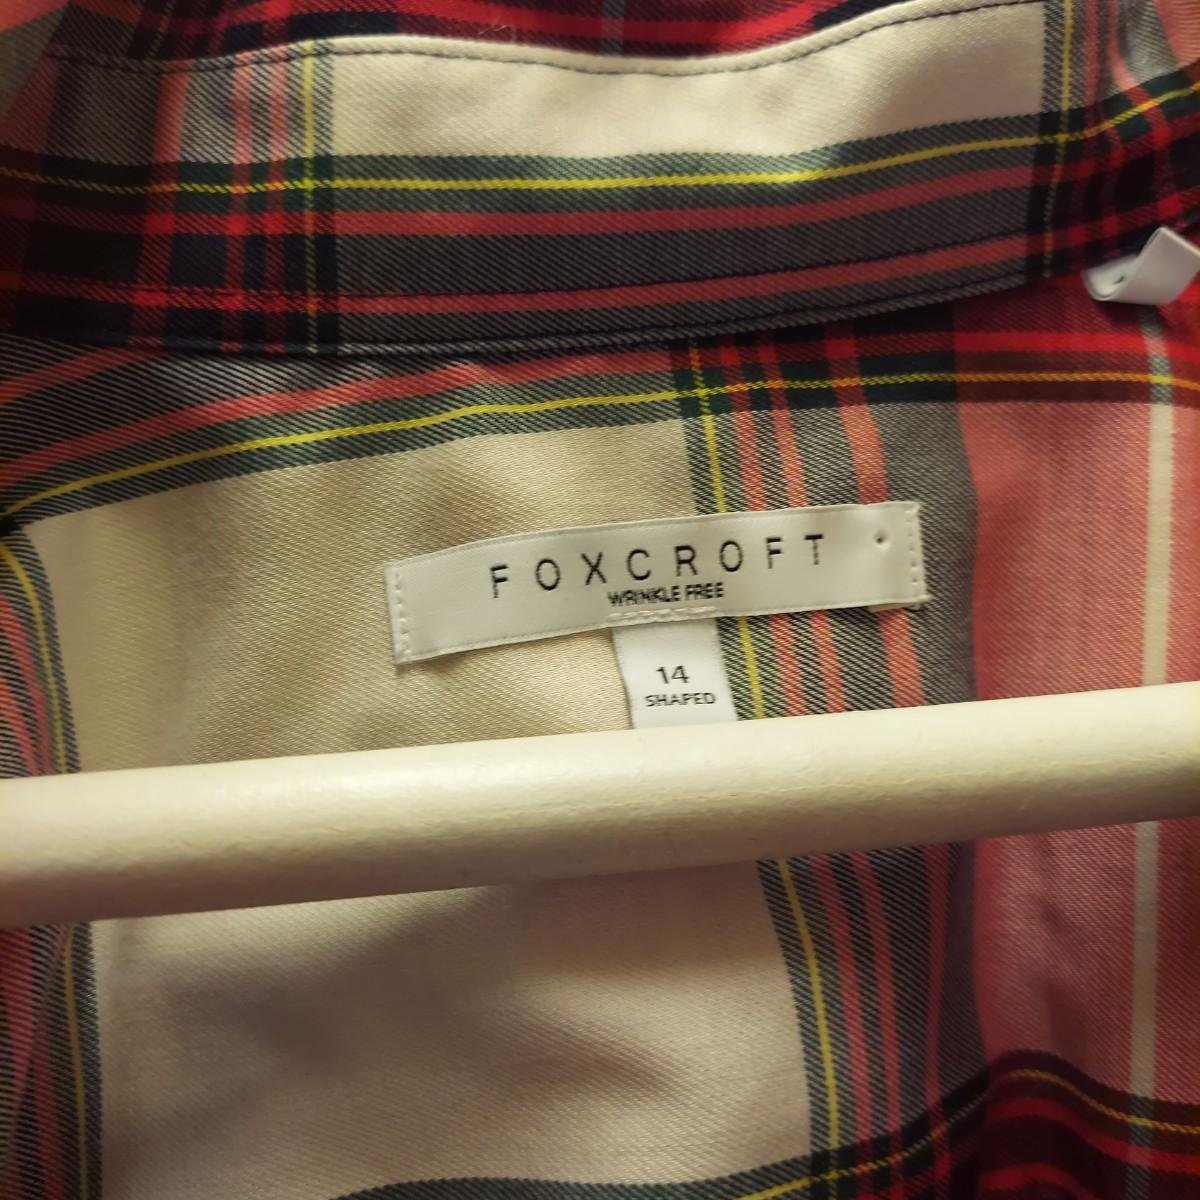 FOXCROFT
WRINKLE FREE
14
SHAPED